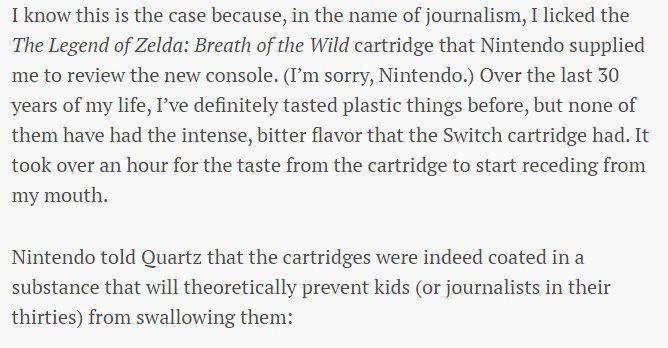 I know this is the case because, in the name of journalism, I licked the
The Legend of Zelda: Breath of the Wild cartridge that Nintendo supplied
me to review the new console. (I’m sorry, Nintendo.) Over the last 30
years of my life, I’ve definitely tasted plastic things before, but none of
them have had the intense, bitter flavor that the Switch cartridge had. It
took over an hour for the taste from the cartridge to start receding from
my mouth.
Nintendo told Quartz that the cartridges were indeed coated in a
substance that will theoretically prevent kids (or journalists in their
thirties) from swallowing them: